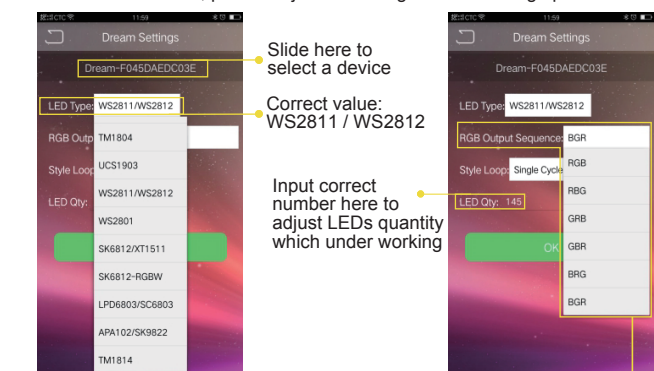 CTC 11:59
Dream Settings
Dream-F045DAEDC03E
LED Type: WS2811/WS2812
RGB Outp
TM1804
Style Loop
UCS1903
WS2811/WS2812
LED Qty:
WS2801
SK6812/XT1511
SK6812-RGBW
LPD6803/SC6803
APA102/SK9822
TM1814
Slide here to
select a device
Correct value:
WS2811 / WS2812
Input correct
number here to
adjust LEDs quantity
which under working
CTC 11:59
Dream Settings
Dream-F045DAEDC03E
LED Type: WS2811/WS2812
RGB Output Sequence: BGR
RGB
Style Loop: Single Cycle
RBG
LED Qty: 145
GRB
OK
GBR
BRG
BGR